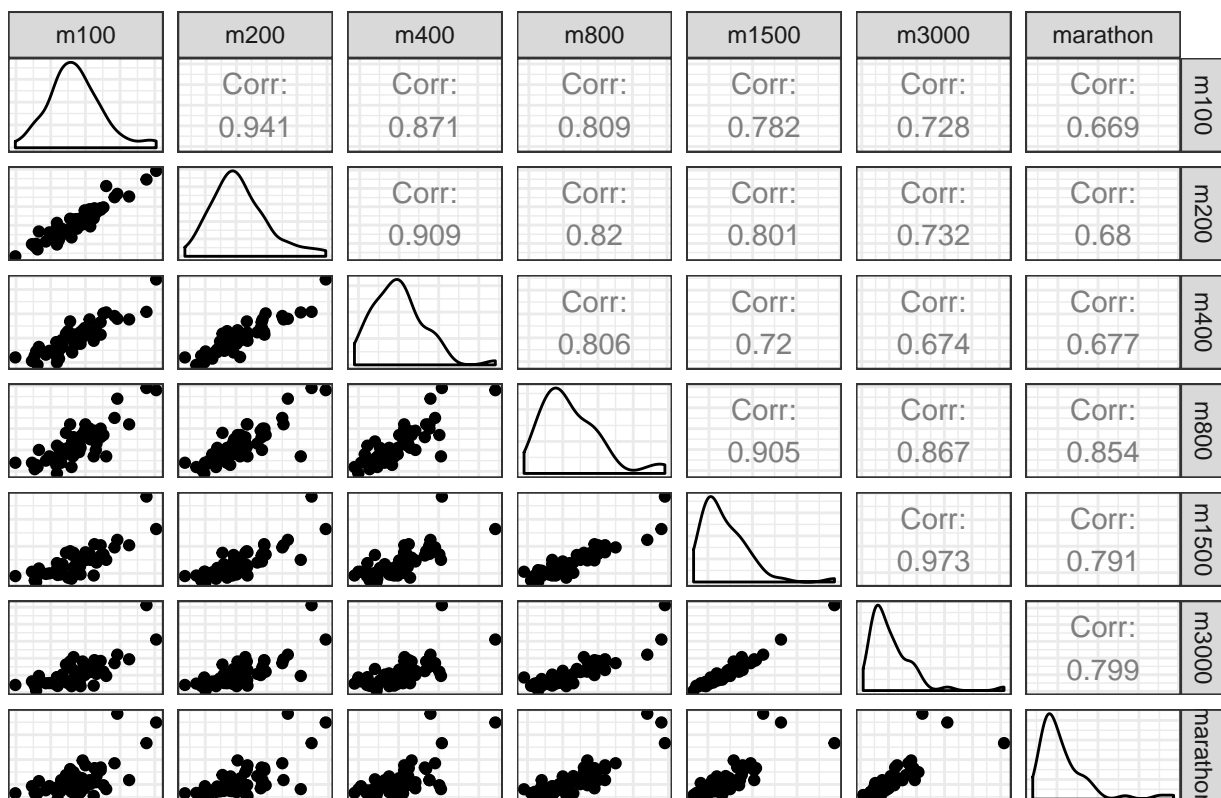 m100 m200 m400 m800 m1500 m3000 marathon
Corr: Corr: Corr: Corr: Corr: Corr: m100
0.941 0.871 0.809 0.782 0.728 0.669
Corr: Corr: Corr: Corr: Corr: m200
0.909 0.82 0.801 0.732 0.68
Corr: Corr: Corr: Corr: m400
0.806 0.72 0.674 0.677
Corr: Corr: Corr: m800
0.905 0.867 0.854
Corr: Corr: m1500
0.973 0.791
Corr: m3000
0.799
marathon